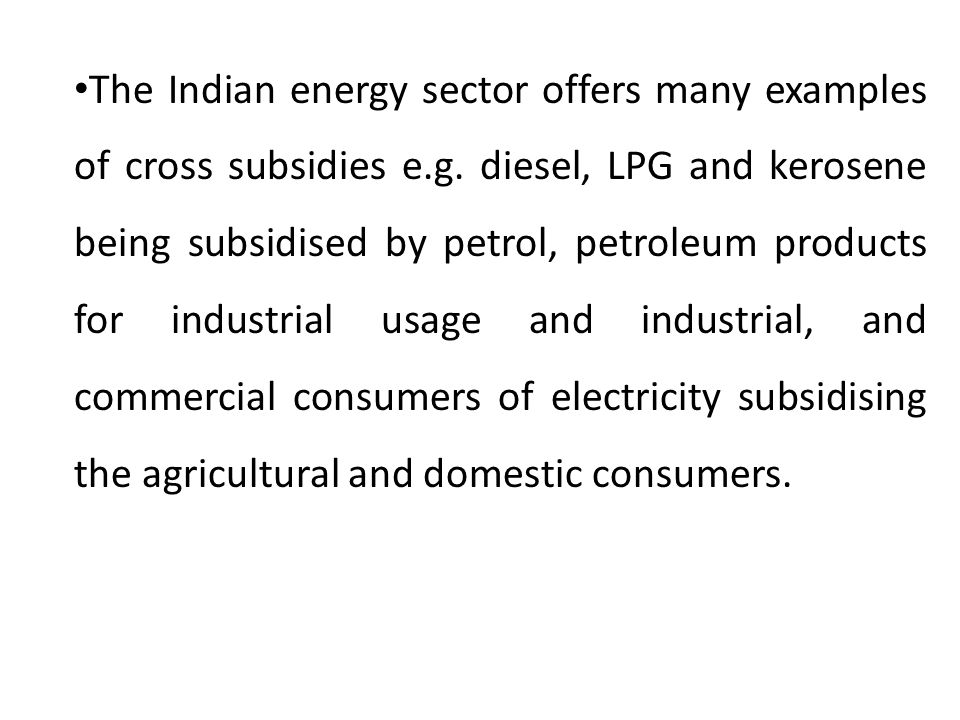 •The Indian energy sector offers many examples
of cross subsidies e.g. diesel, LPG and kerosene
being subsidised by petrol, petroleum products
for industrial usage and industrial, and
commercial consumers of electricity subsidising
the agricultural and domestic consumers.